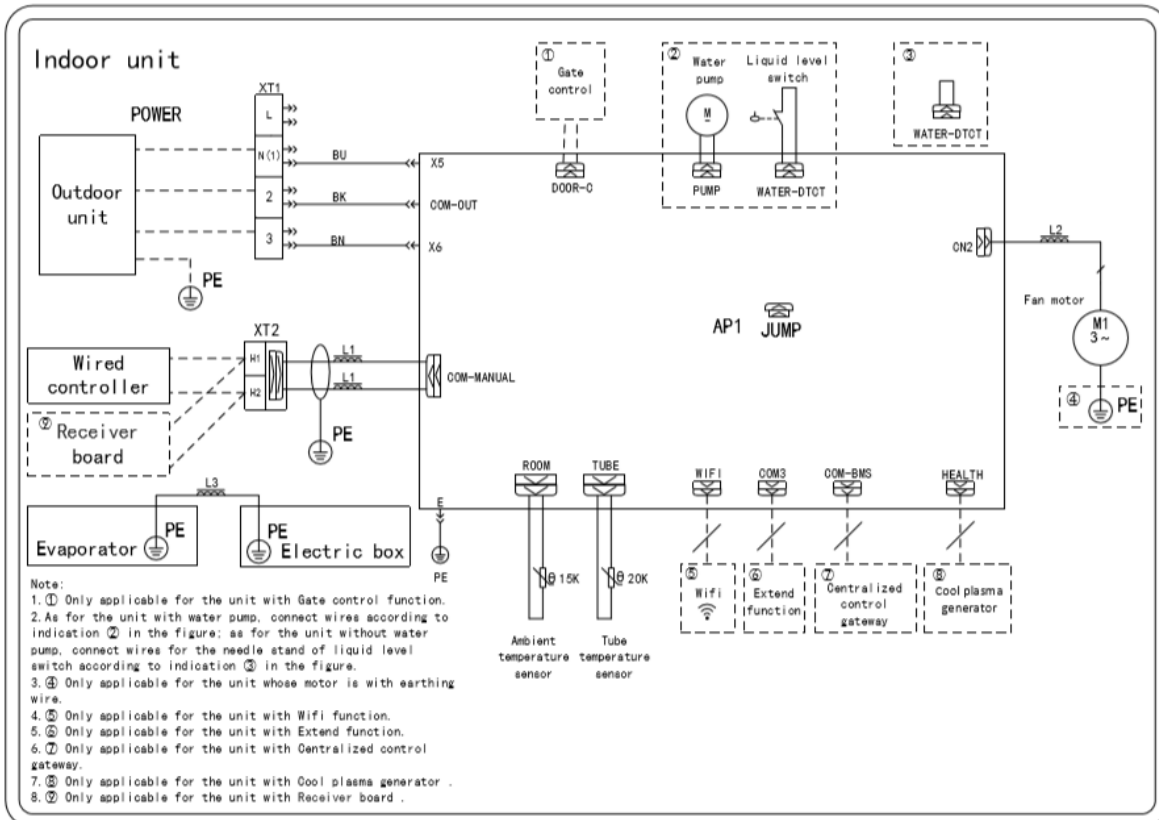 Indoor unit
POWER
Outdoor
unit
PE
XT1
L
N(1)
2
3
BU
BK
BN
X5
COM-OUT
X6
①
Gate
control
DOOR-C
②
Water
pump
Liquid level
switch
M
PUMP
WATER-DTCT
③
WATER-DTCT
CN2
L2
Fan motor
M1
3~
④
PE
AP1
JUMP
XT2
H1
H2
L1
L1
COM-MANUAL
PE
Wired
controller
⑨ Receiver
board
L3
PE
Evaporator
PE
Electric box
E
PE
ROOM
TUBE
θ 15K
θ 20K
Ambient
temperature
sensor
Tube
temperature
sensor
WIFI
COM3
COM-BMS
HEALTH
⑤
Wifi
⑥
Extend
function
⑦
Centralized
control
gateway
⑧
Cool plasma
generator
Note:
1. ① Only applicable for the unit with Gate control function.
2. As for the unit with water pump, connect wires according to
indication ② in the figure; as for the unit without water
pump, connect wires for the needle stand of liquid level
switch according to indication ③ in the figure.
3. ④ Only applicable for the unit whose motor is with earthing
wire.
4. ⑤ Only applicable for the unit with Wifi function.
5. ⑥ Only applicable for the unit with Extend function.
6. ⑦ Only applicable for the unit with Centralized control
gateway.
7. ⑧ Only applicable for the unit with Cool plasma generator .
8. ⑨ Only applicable for the unit with Receiver board .